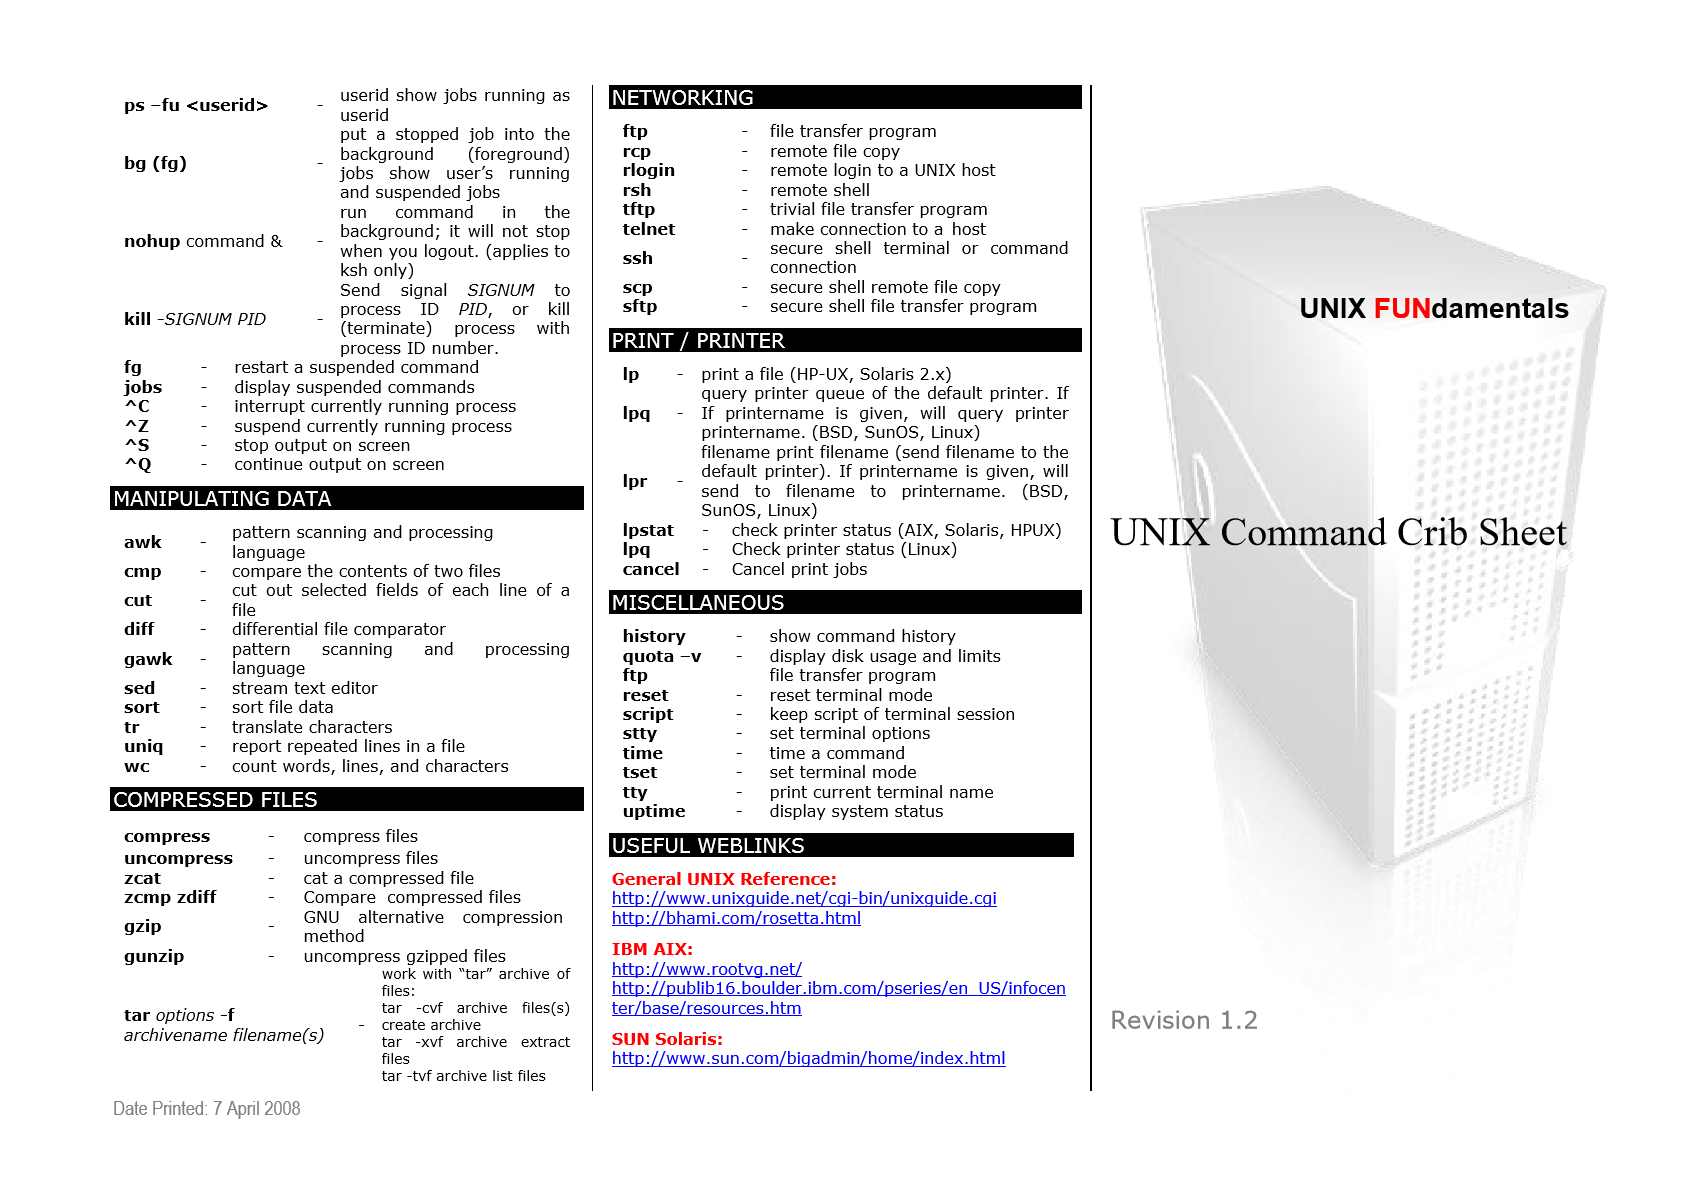 ps –fu <userid> - userid show jobs running as
userid
bg (fg) - put a stopped job into the
background (foreground)
jobs show user’s running
and suspended jobs
nohup command & - run command in the
background; it will not stop
when you logout. (applies to
ksh only)
kill -SIGNUM PID - Send signal SIGNUM to
process ID PID, or kill
(terminate) process with
process ID number.
fg - restart a suspended command
jobs - display suspended commands
^C - interrupt currently running process
^Z - suspend currently running process
^S - stop output on screen
^Q - continue output on screen
MANIPULATING DATA
awk - pattern scanning and processing
language
cmp - compare the contents of two files
cut - cut out selected fields of each line of a
file
diff - differential file comparator
gawk - pattern scanning and processing
language
sed - stream text editor
sort - sort file data
tr - translate characters
uniq - report repeated lines in a file
wc - count words, lines, and characters
COMPRESSED FILES
compress - compress files
uncompress - uncompress files
zcat - cat a compressed file
zcmp zdiff - Compare compressed files
gzip - GNU alternative compression
method
gunzip - uncompress gzipped files
tar options -f
archivename filename(s) - work with “tar” archive of
files:
tar -cvf archive files(s)
create archive
tar -xvf archive extract
files
tar -tvf archive list files
Date Printed: 7 April 2008
NETWORKING
ftp - file transfer program
rcp - remote file copy
rlogin - remote login to a UNIX host
rsh - remote shell
tftp - trivial file transfer program
telnet - make connection to a host
ssh - secure shell terminal or command
connection
scp - secure shell remote file copy
sftp - secure shell file transfer program
PRINT / PRINTER
lp - print a file (HP-UX, Solaris 2.x)
lpq - query printer queue of the default printer. If
If printername is given, will query printer
printername. (BSD, SunOS, Linux)
lpr - filename print filename (send filename to the
default printer). If printername is given, will
send to filename to printername. (BSD,
SunOS, Linux)
lpstat - check printer status (AIX, Solaris, HPUX)
lpq - Check printer status (Linux)
cancel - Cancel print jobs
MISCELLANEOUS
history - show command history
quota –v - display disk usage and limits
ftp file transfer program
reset - reset terminal mode
script - keep script of terminal session
stty - set terminal options
time - time a command
tset - set terminal mode
tty - print current terminal name
uptime - display system status
USEFUL WEBLINKS
General UNIX Reference:
http://www.unixguide.net/cgi-bin/unixguide.cgi
http://bhami.com/rosetta.html
IBM AIX:
http://www.rootvg.net/
http://publib16.boulder.ibm.com/pseries/en_US/infocen
ter/base/resources.htm
SUN Solaris:
http://www.sun.com/bigadmin/home/index.html
UNIX FUNdamentals
UNIX Command Crib Sheet
Revision 1.2